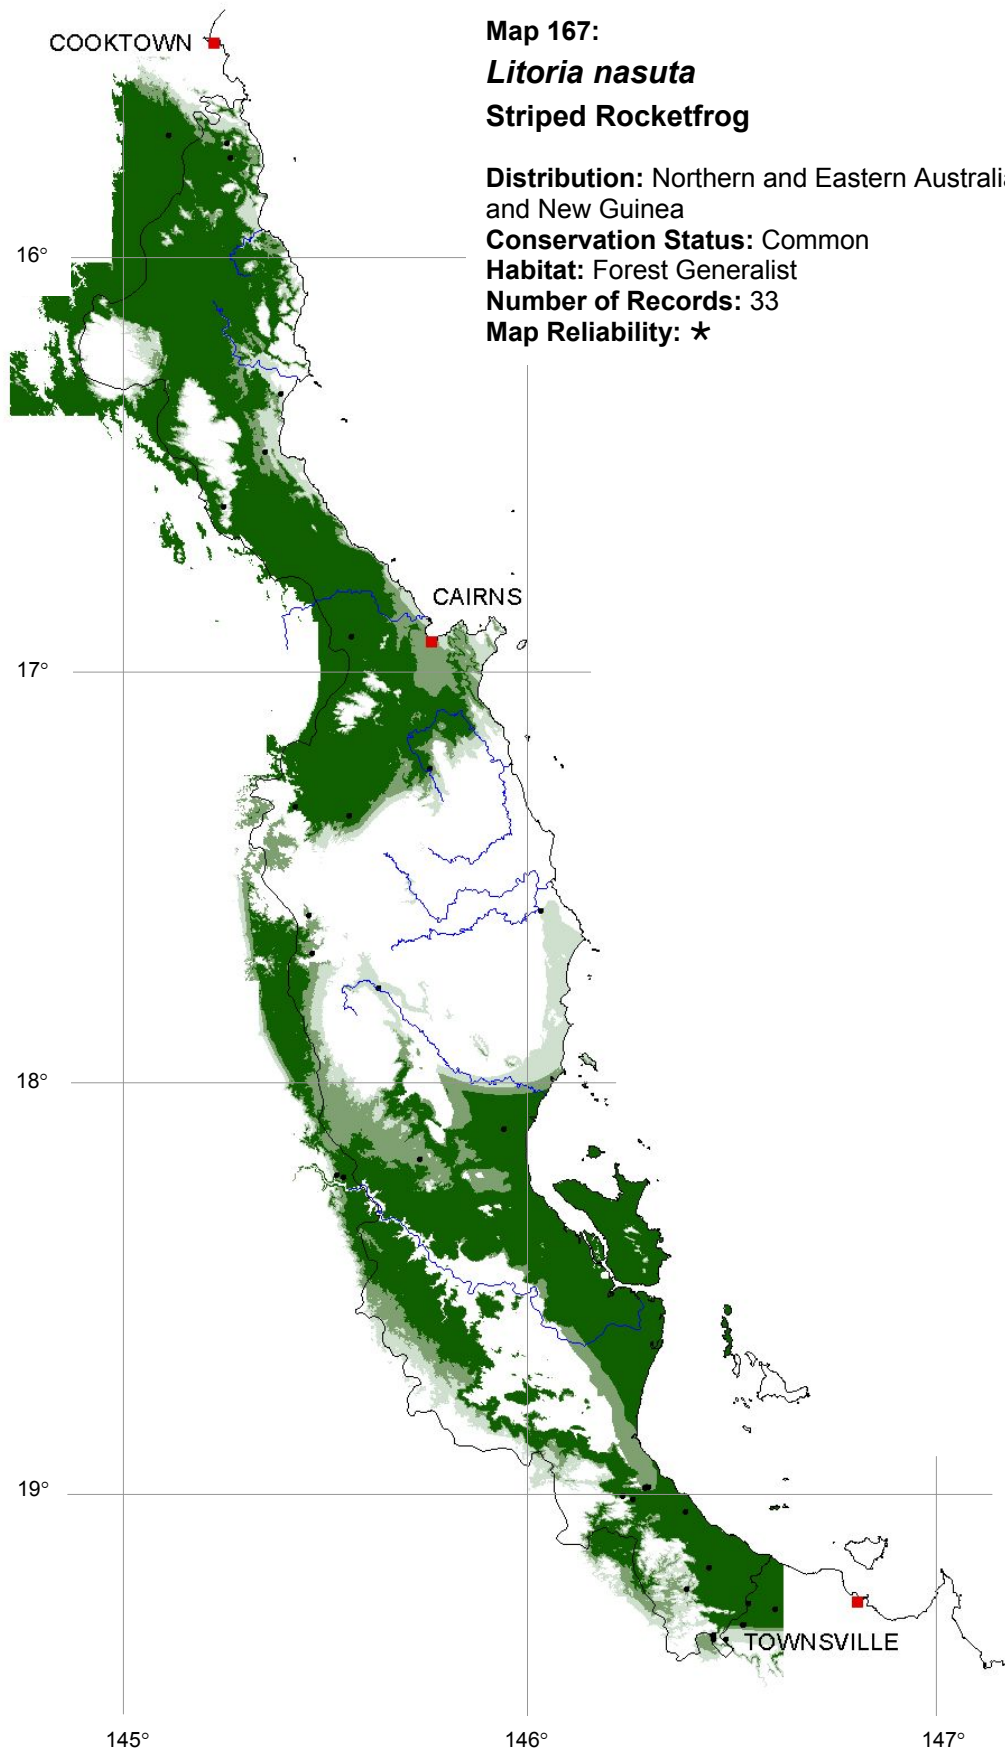 Map 167:
COOKTOWN
Litoria nasuta
Striped Rocketfrog
Distribution: Northern and Eastern Australia
and New Guinea
Conservation Status: Common
Habitat: Forest Generalist
Number of Records: 33
Map Reliability: *
16°
CAIRNS
17°
18°
19°
TOWNSVILLE
145°
146°
147°